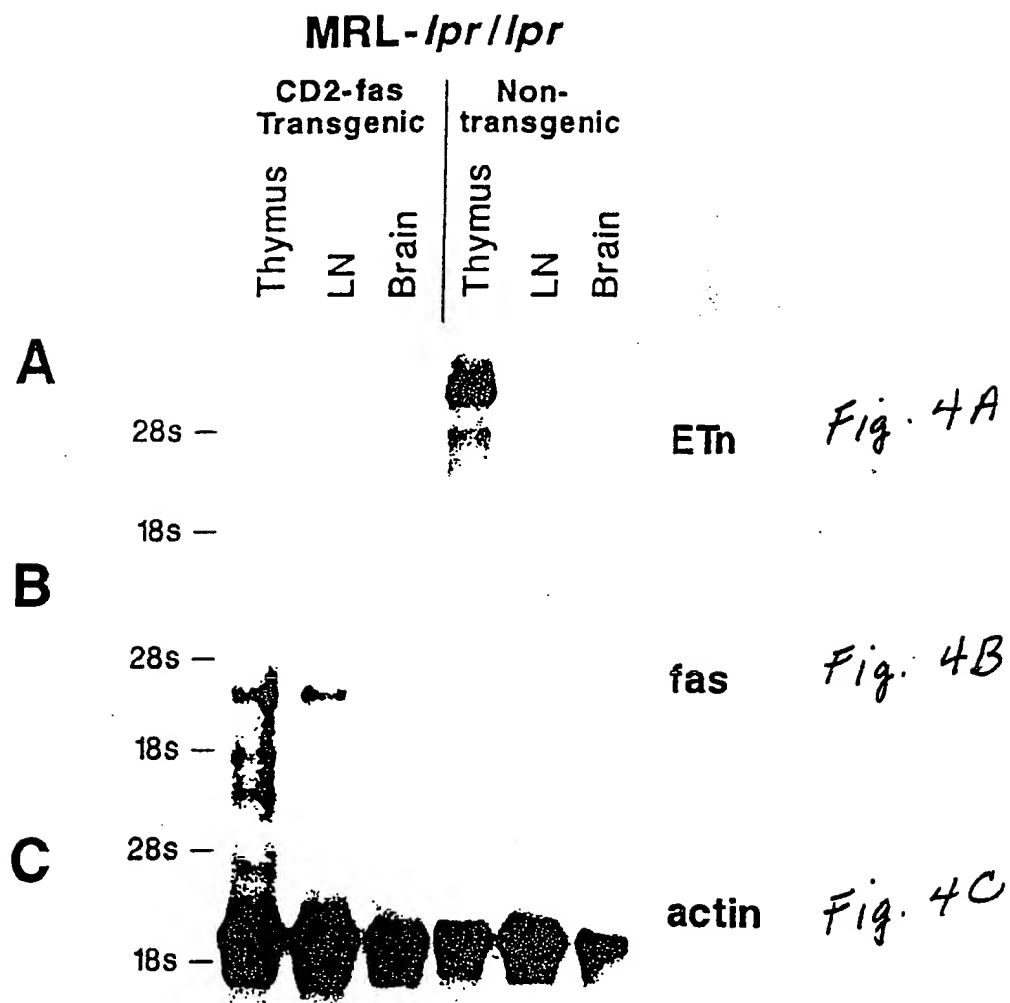 MRL-lpr/lpr
CD2-fas
Transgenic
Non-
transgenic
Thymus
LN
Brain
Thymus
LN
Brain
A
28s
ETn
Fig. 4A
18s
B
28s
fas
Fig. 4B
18s
C
28s
actin
Fig. 4C
18s